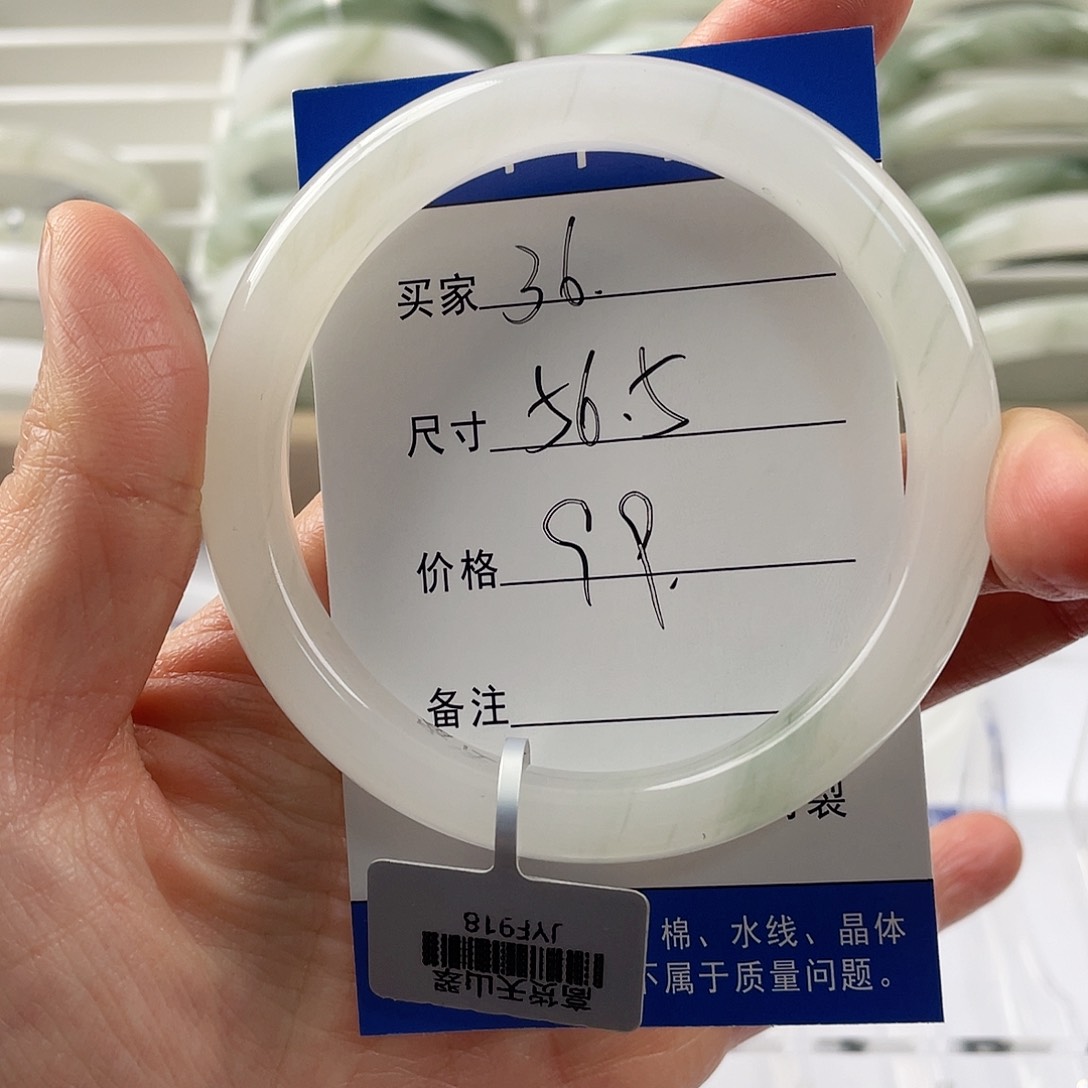 买家 36.
尺寸 56.5
价格 99.
备注
制裂
棉、水线、晶体
不属于质量问题。
JYF918
高货天山翠